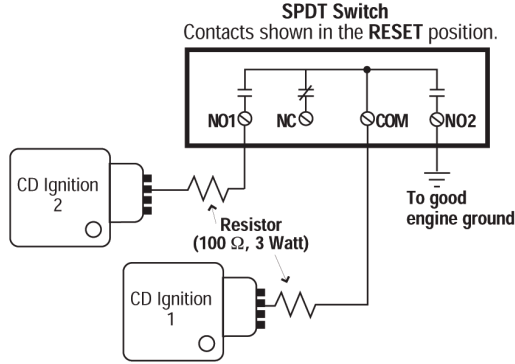 SPDT Switch
Contacts shown in the RESET position.
NO1 NC COM NO2
CD Ignition
2
To good
engine ground
Resistor
(100 Ω, 3 Watt)
CD Ignition
1